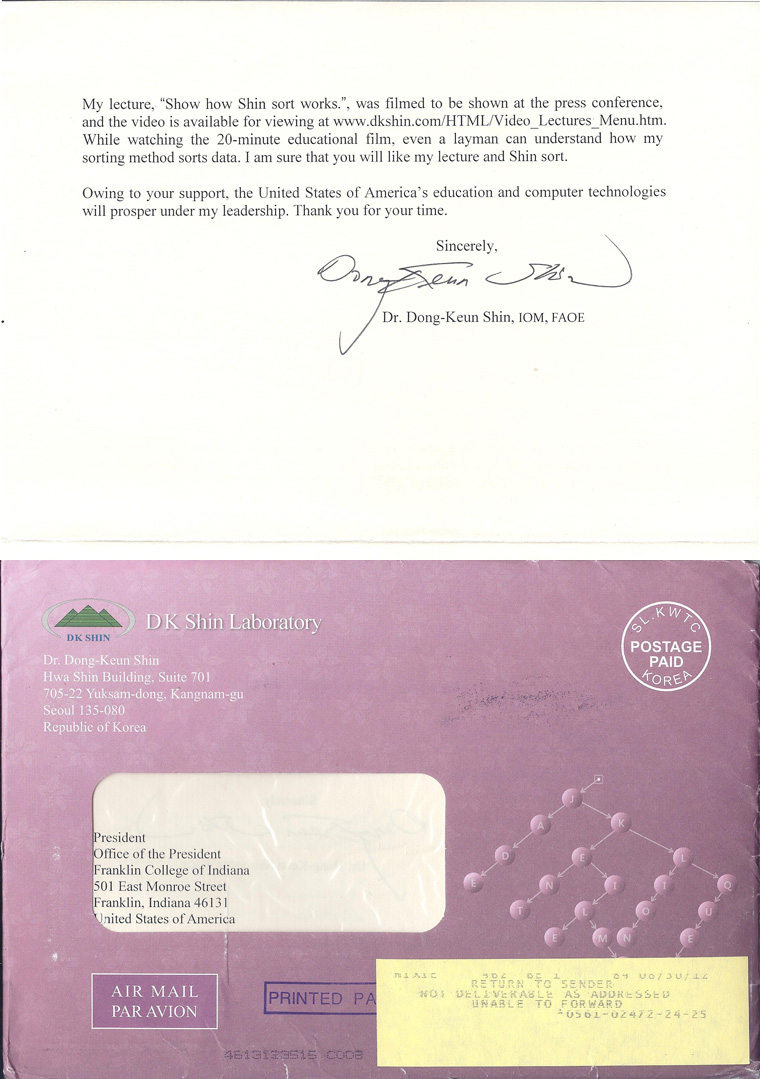 My lecture, “Show how Shin sort works.”, was filmed to be shown at the press conference,
and the video is available for viewing at www.dkshin.com/HTML/Video_Lectures_Menu.htm.
While watching the 20-minute educational film, even a layman can understand how my
sorting method sorts data. I am sure that you will like my lecture and Shin sort.
Owing to your support, the United States of America’s education and computer technologies
will prosper under my leadership. Thank you for your time.
Sincerely,
Dong-Keun Shin
Dr. Dong-Keun Shin, IOM, FAOE
DK SHIN
DK Shin Laboratory
Dr. Dong-Keun Shin
Hwa Shin Building, Suite 701
705-22 Yuksam-dong, Kangnam-gu
Seoul 135-080
Republic of Korea
SL.KWTC
POSTAGE
PAID
KOREA
President
Office of the President
Franklin College of Indiana
501 East Monroe Street
Franklin, Indiana 46131
United States of America
J
A K
D E L
E N I I Q
T L O U
E M N E
AIR MAIL
PAR AVION
PRINTED PA
RETURN TO SENDER
NOT DELIVERABLE AS ADDRESSED
UNABLE TO FORWARD
*0561-02472-24-25